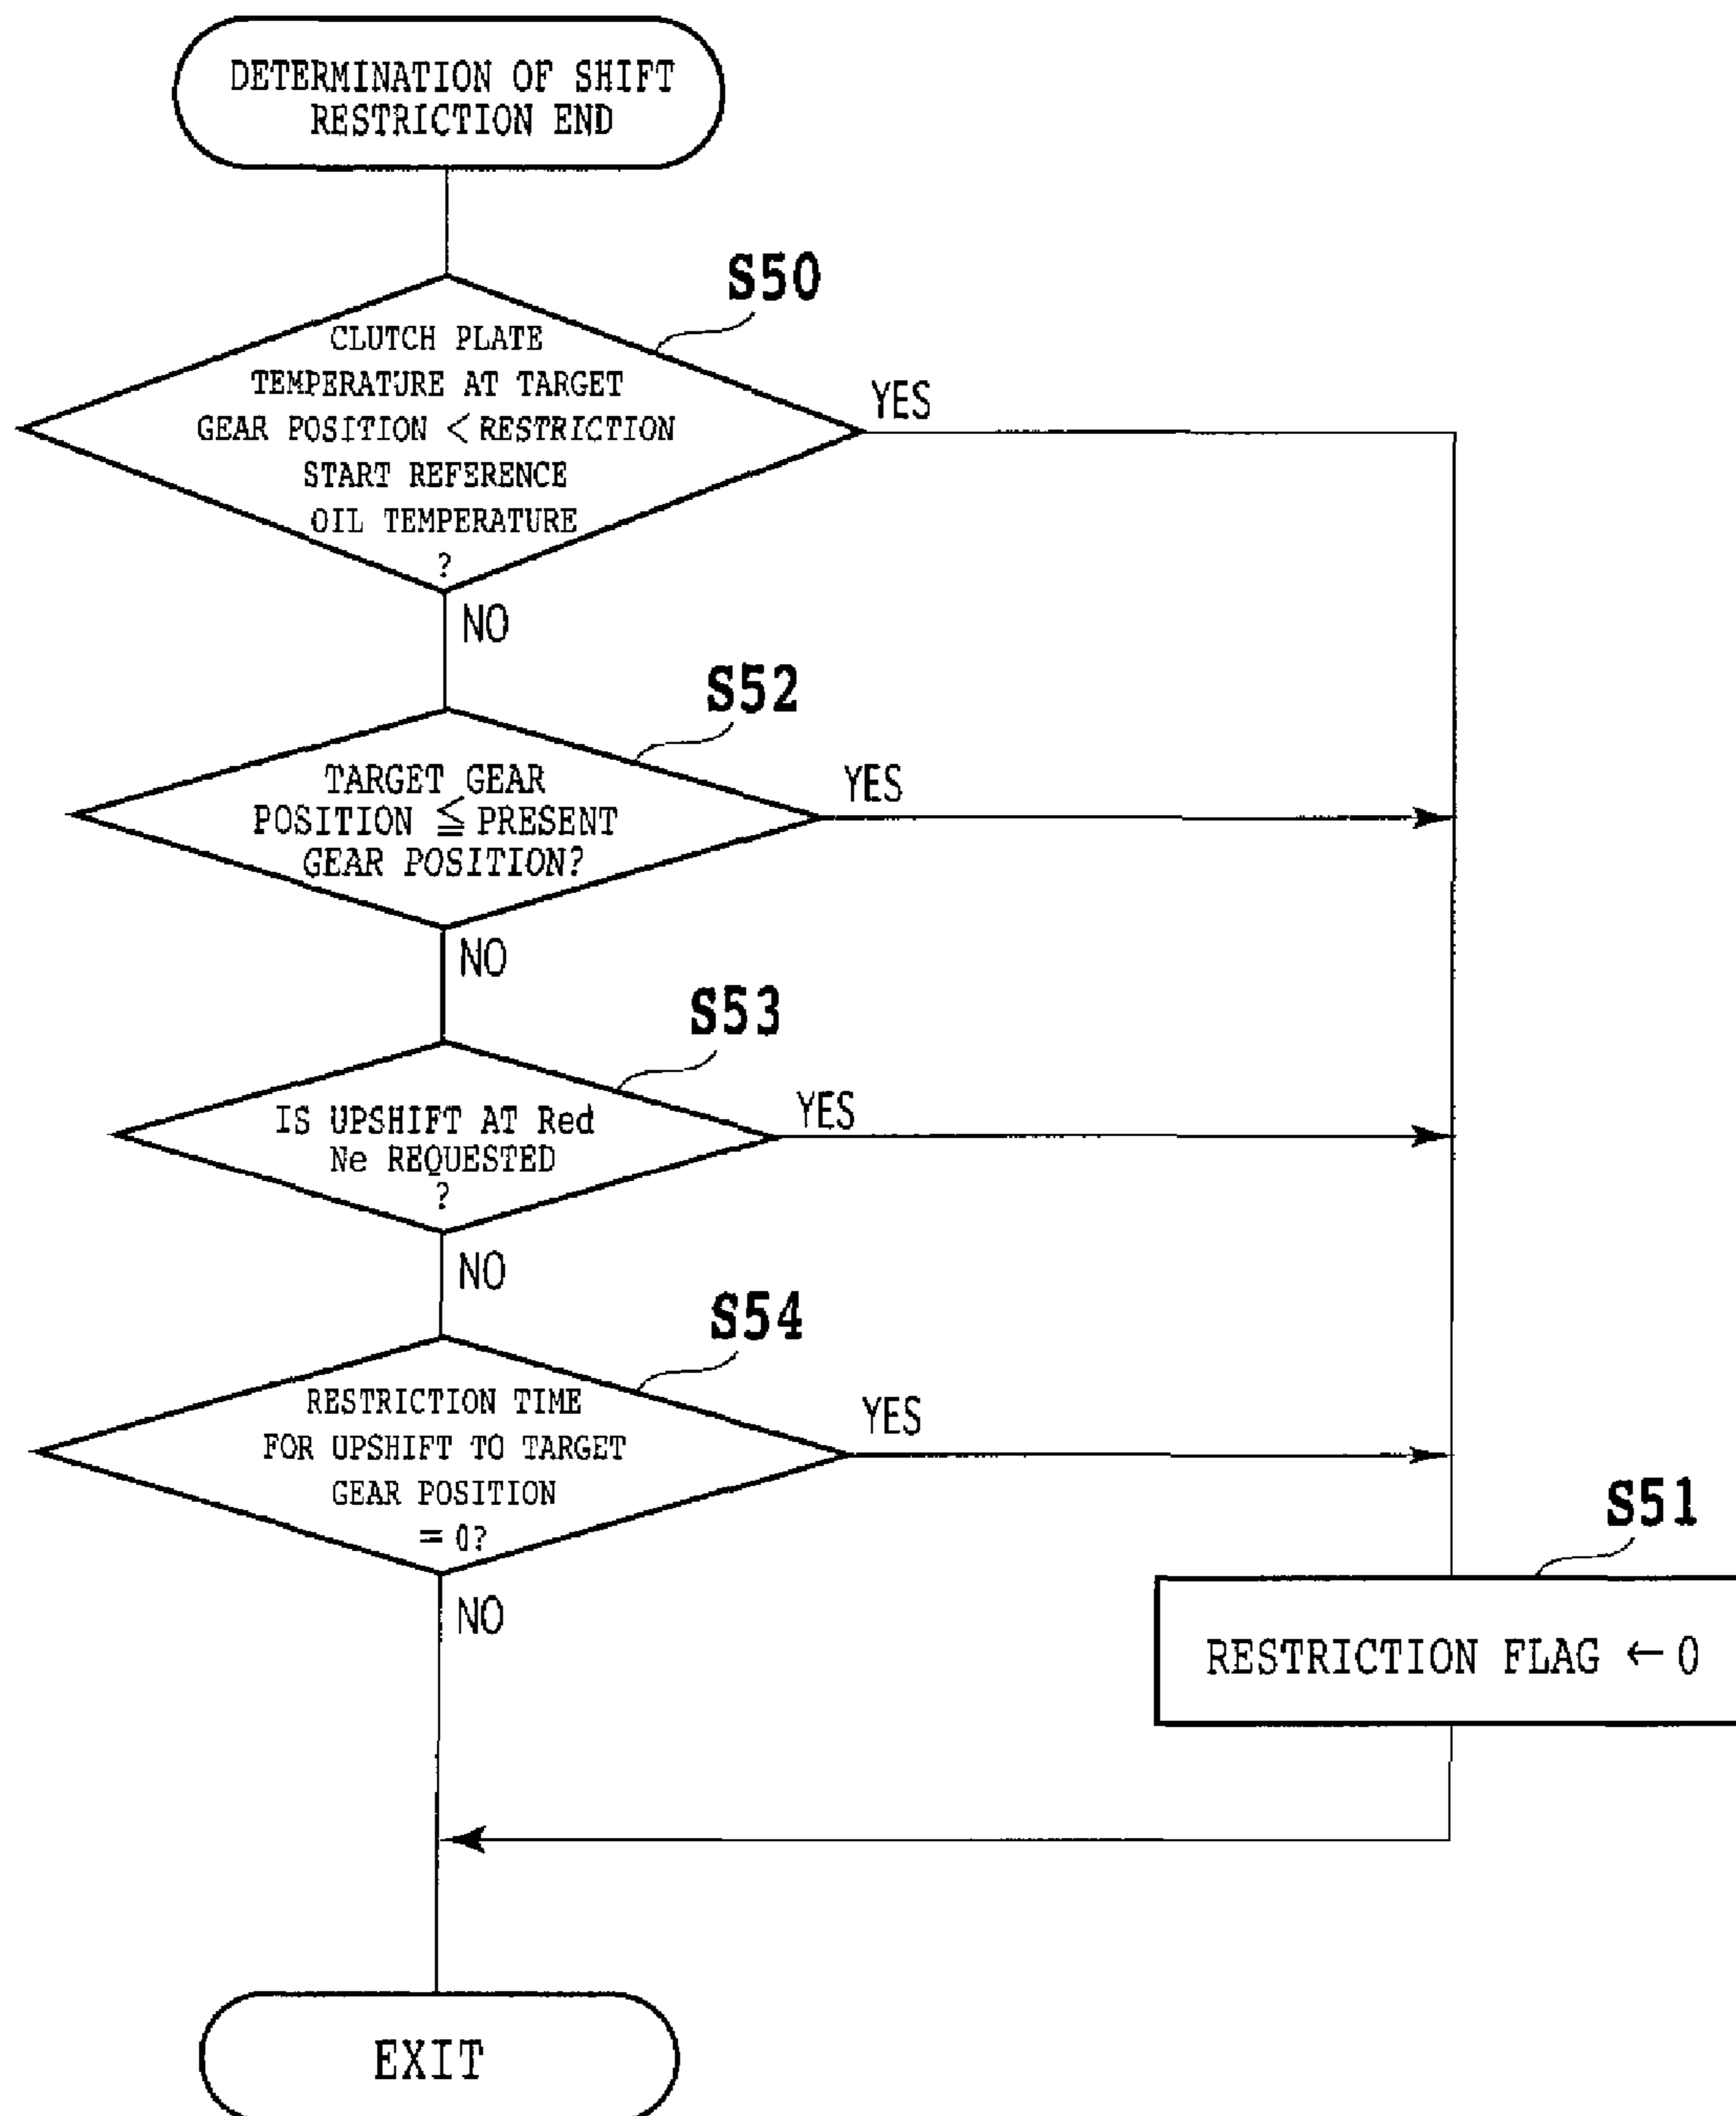 DETERMINATION OF SHIFT
RESTRICTION END
S50
CLUTCH PLATE
TEMPERATURE AT TARGET
GEAR POSITION < RESTRICTION
START REFERENCE
OIL TEMPERATURE
?
YES
NO
S52
TARGET GEAR
POSITION ≦ PRESENT
GEAR POSITION?
YES
NO
S53
IS UPSHIFT AT Red
Ne REQUESTED
?
YES
NO
S54
RESTRICTION TIME
FOR UPSHIFT TO TARGET
GEAR POSITION
= 0?
YES
NO
S51
RESTRICTION FLAG ← 0
EXIT